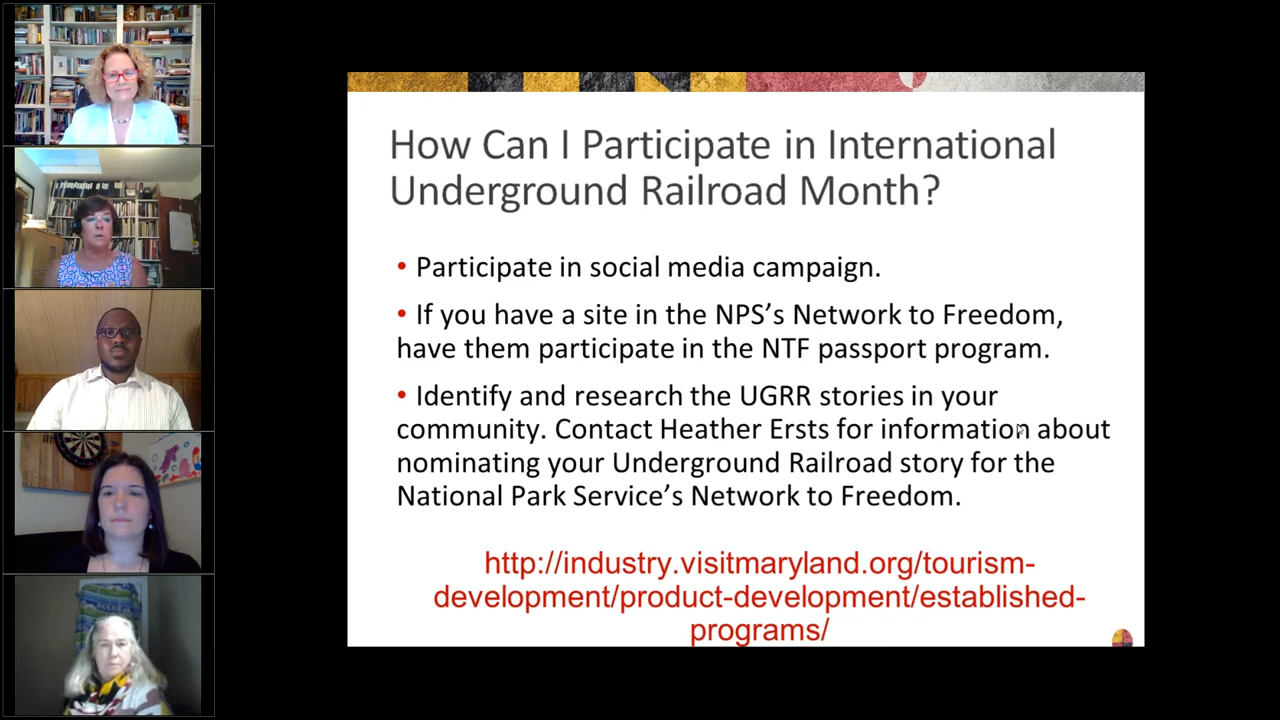 How Can I Participate in International
Underground Railroad Month?
• Participate in social media campaign.
• If you have a site in the NPS's Network to Freedom,
have them participate in the NTF passport program.
• Identify and research the UGRR stories in your
community. Contact Heather Ersts for information about
nominating your Underground Railroad story for the
National Park Service's Network to Freedom.
http://industry.visitmaryland.org/tourism-
development/product-development/established-
programs/